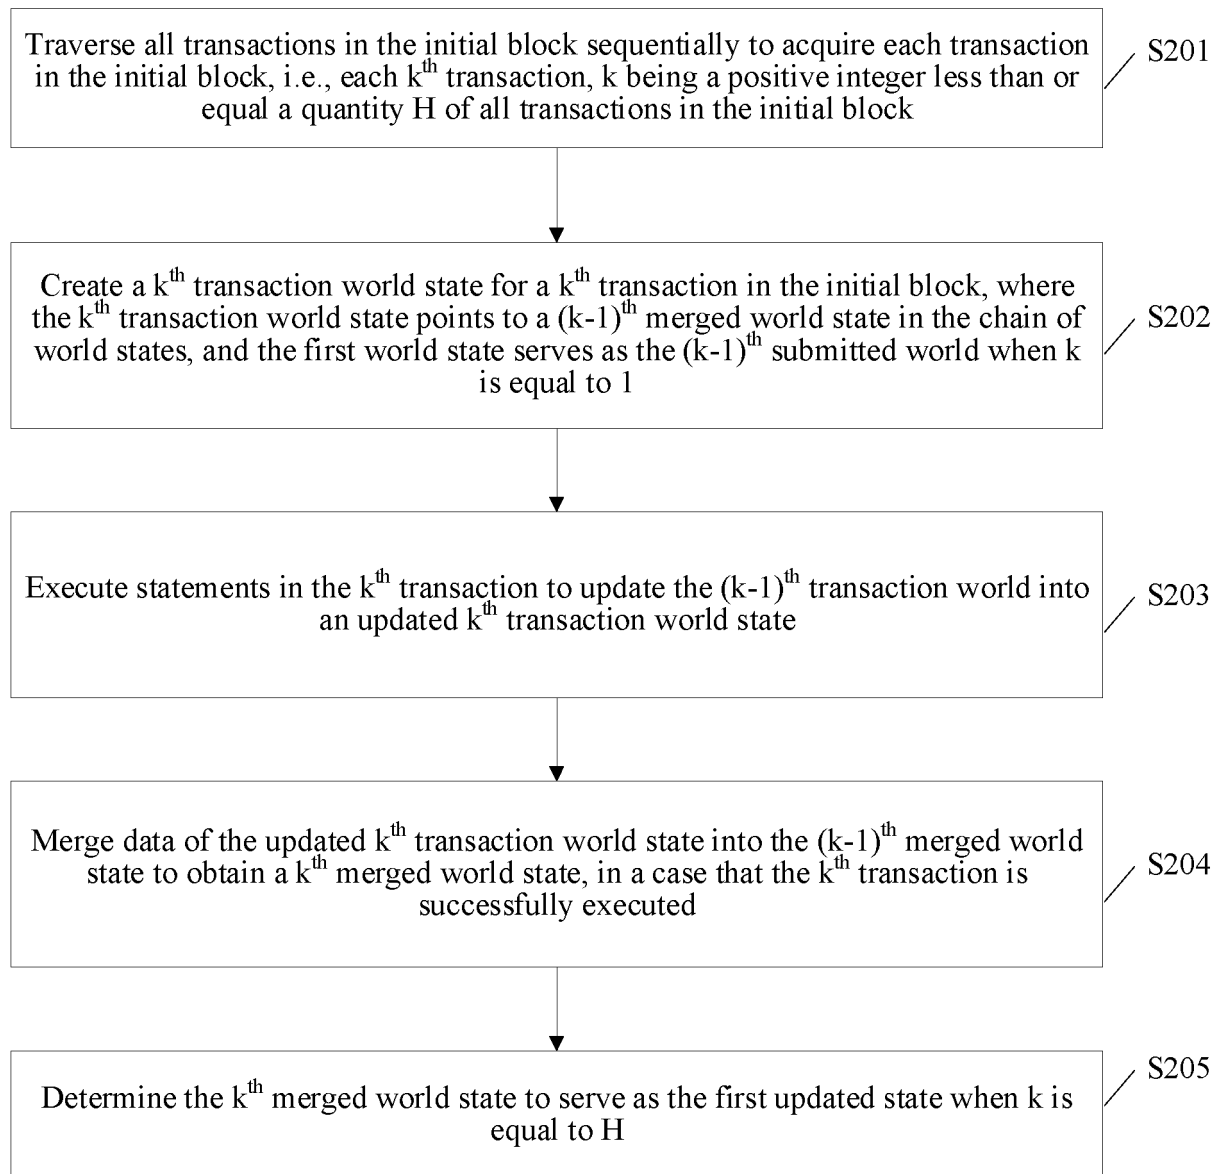 Traverse all transactions in the initial block sequentially to acquire each transaction
in the initial block, i.e., each kth transaction, k being a positive integer less than or
equal a quantity H of all transactions in the initial block
S201
Create a kth transaction world state for a kth transaction in the initial block, where
the kth transaction world state points to a (k-1)th merged world state in the chain of
world states, and the first world state serves as the (k-1)th submitted world when k
is equal to 1
S202
Execute statements in the kth transaction to update the (k-1)th transaction world into
an updated kth transaction world state
S203
Merge data of the updated kth transaction world state into the (k-1)th merged world
state to obtain a kth merged world state, in a case that the kth transaction is
successfully executed
S204
Determine the kth merged world state to serve as the first updated state when k is
equal to H
S205